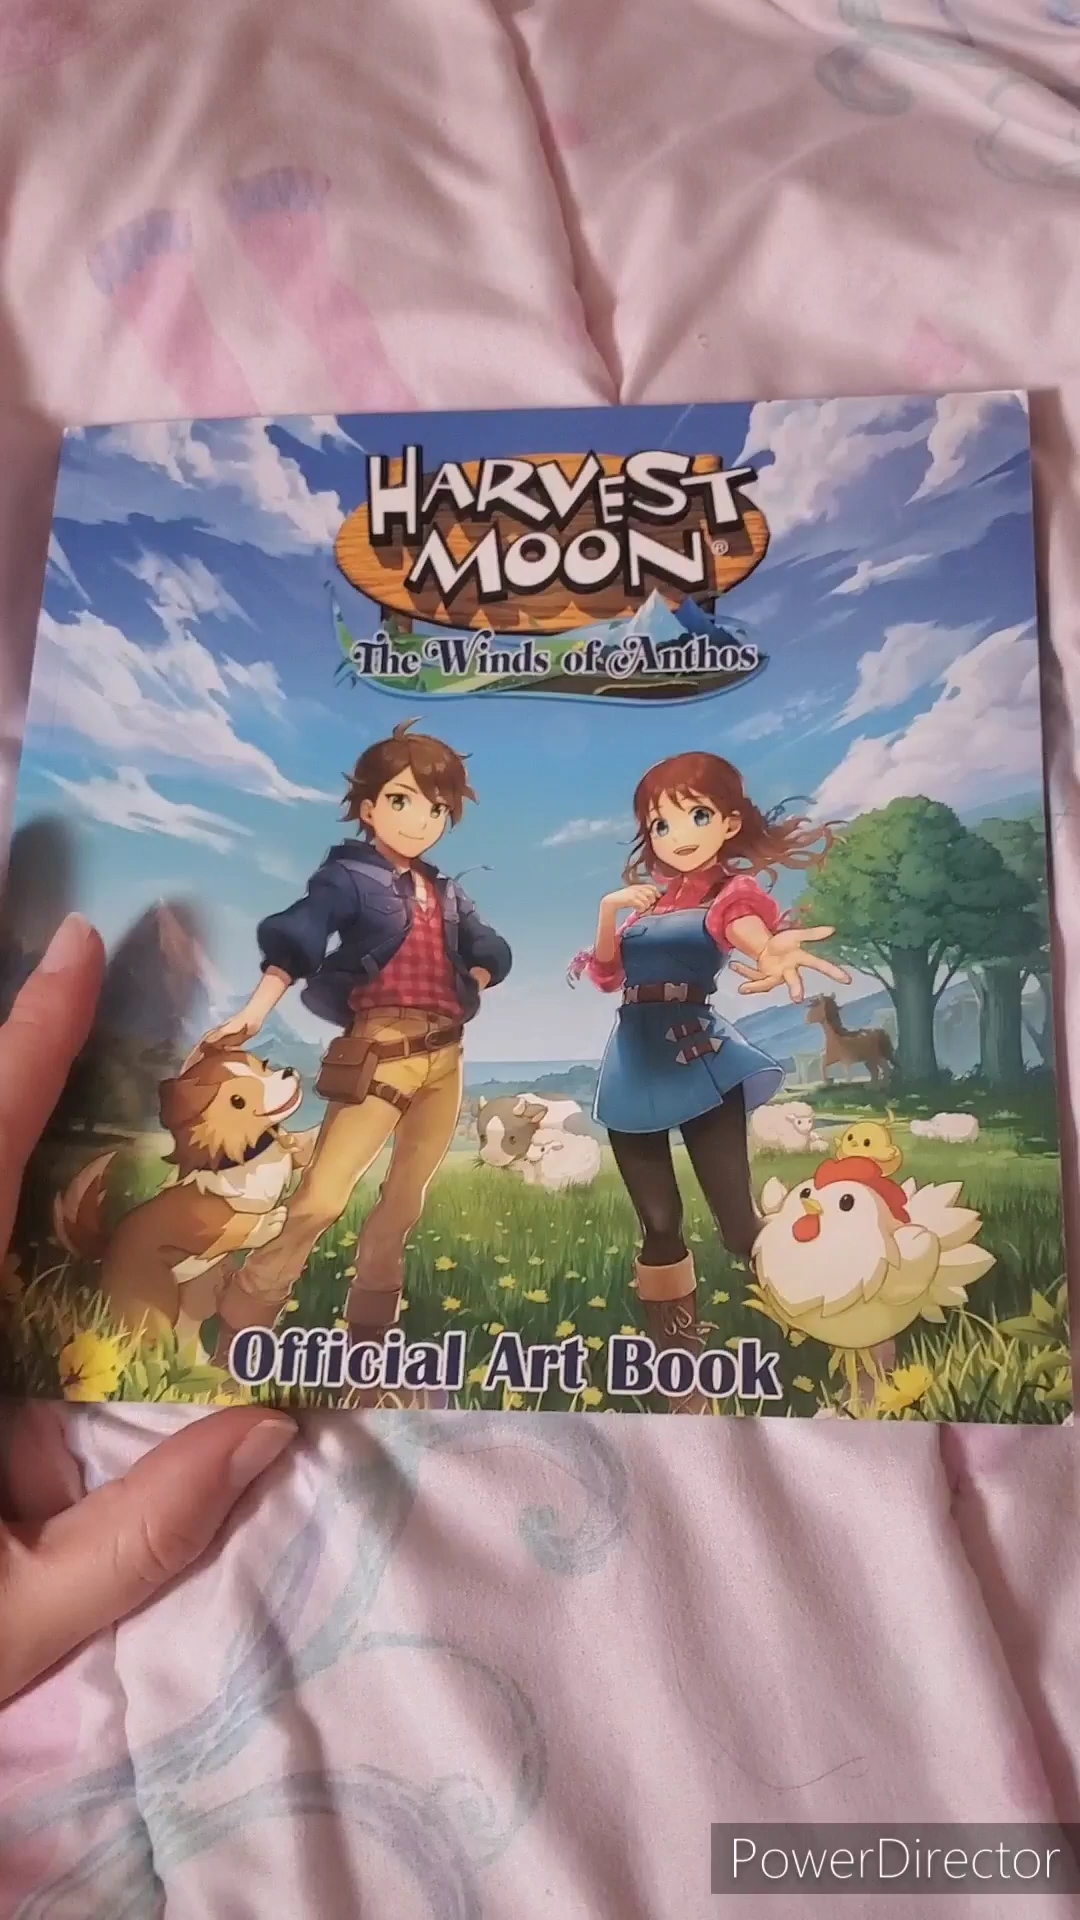 HARVEST
MOON®
The Winds of Anthos
Official Art Book
PowerDirector